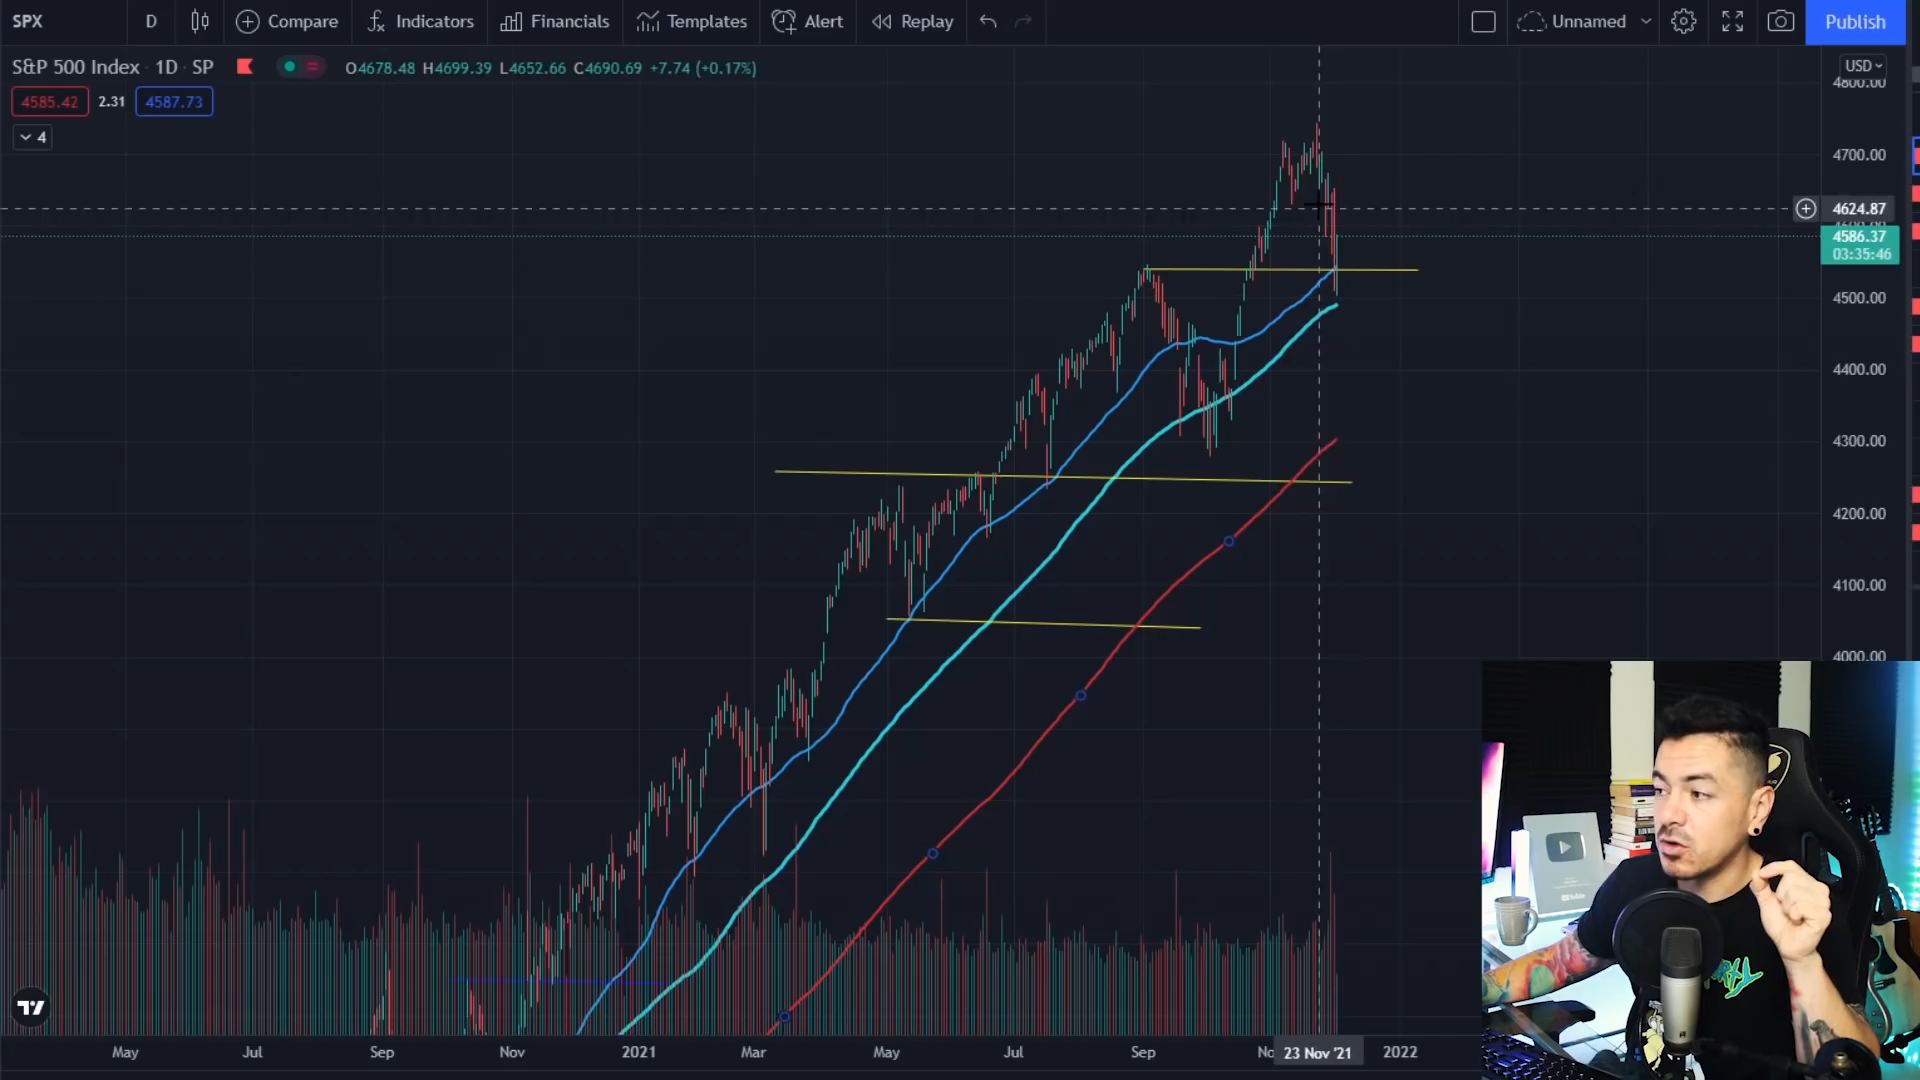 SPX D Compare Indicators Financials Templates Alert Replay Unnamed Publish
S&P 500 Index · 1D · SP O4678.48 H4699.39 L4652.66 C4690.69 +7.74 (+0.17%)
USD
4800.00
4585.42 2.31 4587.73
4
4700.00
4624.87
4586.37
03:35:46
4500.00
4400.00
4300.00
4200.00
4100.00
4000.00
May Jul Sep Nov 2021 Mar May Jul Sep No 23 Nov '21 2022